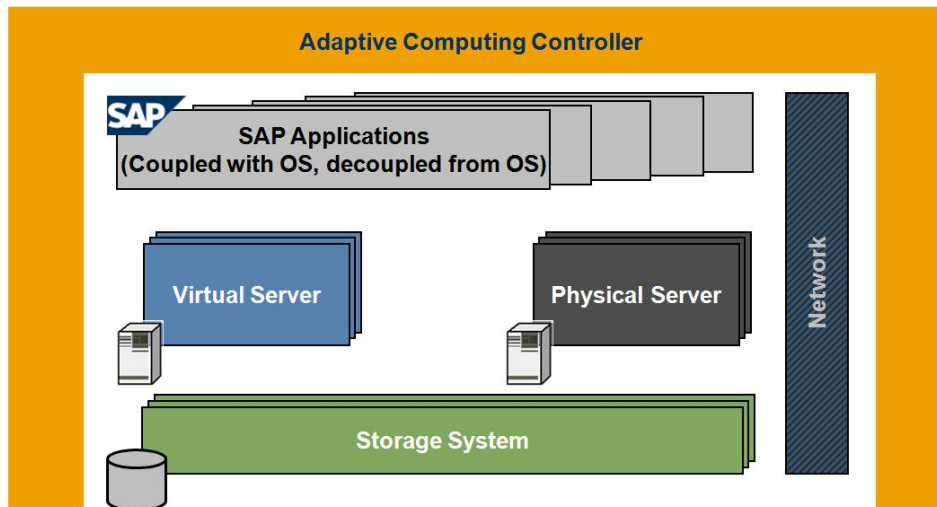 Adaptive Computing Controller
SAP
SAP Applications
(Coupled with OS, decoupled from OS)
Network
Virtual Server
Physical Server
Storage System